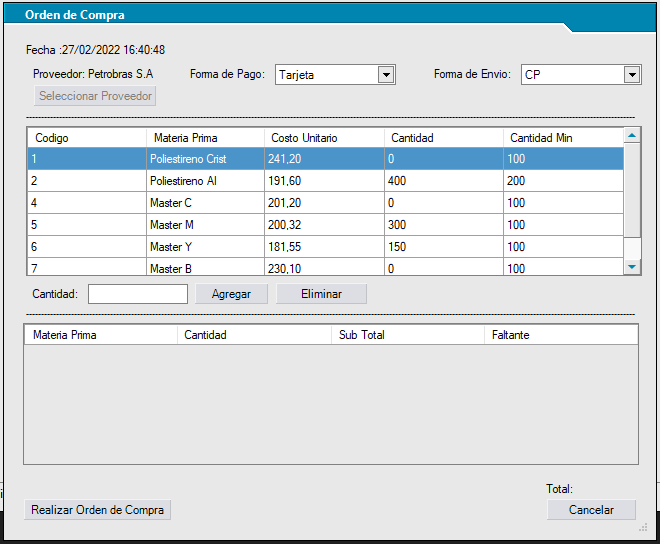 Orden de Compra
Fecha :27/02/2022 16:40:48
Proveedor: Petrobras S.A Forma de Pago: Tarjeta Forma de Envio: CP
Seleccionar Proveedor
Codigo Materia Prima Costo Unitario Cantidad Cantidad Min
1 Poliestireno Crist 241,20 0 100
2 Poliestireno Al 191,60 400 200
4 Master C 201,20 0 100
5 Master M 200,32 300 100
6 Master Y 181,55 150 100
7 Master B 230,10 0 100
Cantidad: Agregar Eliminar
Materia Prima Cantidad Sub Total Faltante
Total:
Realizar Orden de Compra Cancelar